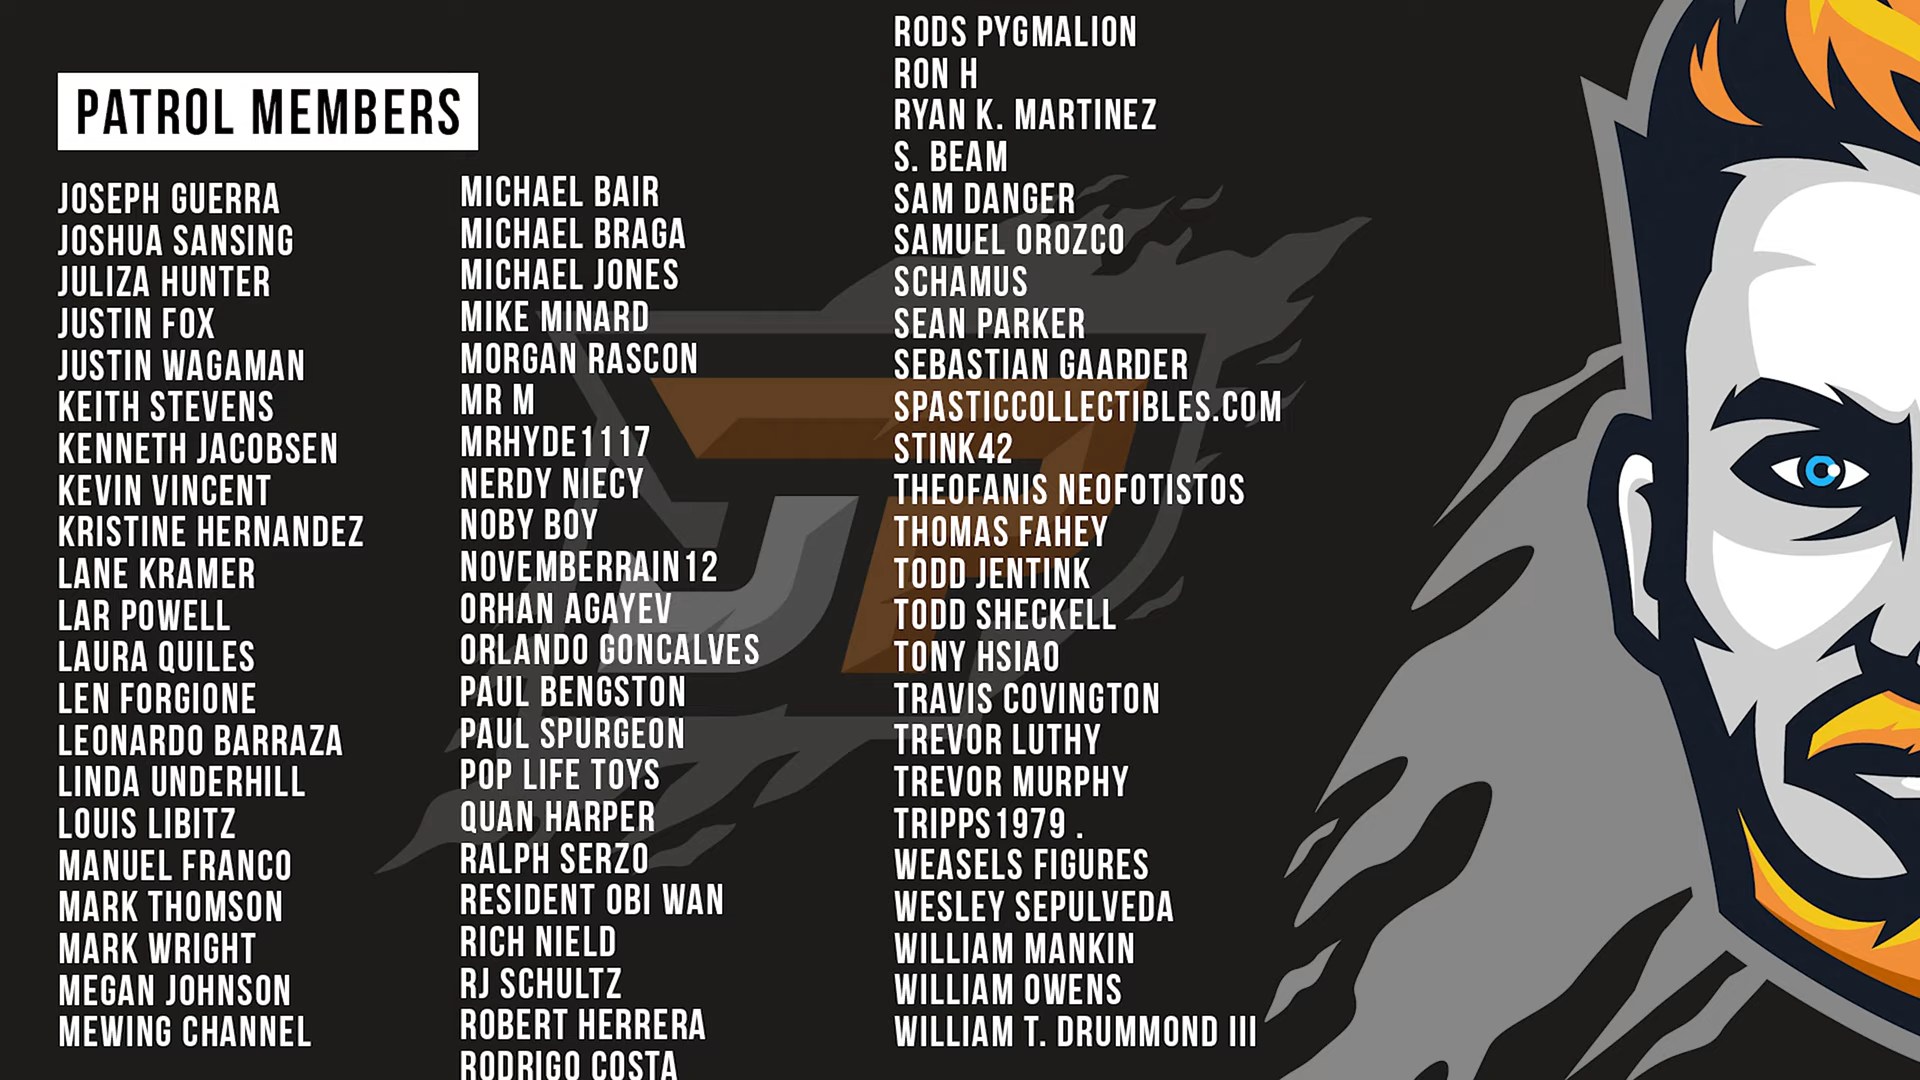 PATROL MEMBERS
JOSEPH GUERRA
JOSHUA SANSING
JULIZA HUNTER
JUSTIN FOX
JUSTIN WAGAMAN
KEITH STEVENS
KENNETH JACOBSEN
KEVIN VINCENT
KRISTINE HERNANDEZ
LANE KRAMER
LAR POWELL
LAURA QUILES
LEN FORGIONE
LEONARDO BARRAZA
LINDA UNDERHILL
LOUIS LIBITZ
MANUEL FRANCO
MARK THOMSON
MARK WRIGHT
MEGAN JOHNSON
MEWING CHANNEL
MICHAEL BAIR
MICHAEL BRAGA
MICHAEL JONES
MIKE MINARD
MORGAN RASCON
MR M
MRHYDE1117
NERDY NIECY
NOBY BOY
NOVEMBERRAIN12
ORHAN AGAYEV
ORLANDO GONCALVES
PAUL BENGSTON
PAUL SPURGEON
POP LIFE TOYS
QUAN HARPER
RALPH SERZO
RESIDENT OBI WAN
RICH NIELD
RJ SCHULTZ
ROBERT HERRERA
RODRIGO COSTA
RODS PYGMALION
RON H
RYAN K. MARTINEZ
S. BEAM
SAM DANGER
SAMUEL OROZCO
SCHAMUS
SEAN PARKER
SEBASTIAN GAARDER
SPASTICCOLLECTIBLES.COM
STINK42
THEOFANIS NEOFOTISTOS
THOMAS FAHEY
TODD JENTINK
TODD SHECKELL
TONY HSIAO
TRAVIS COVINGTON
TREVOR LUTHY
TREVOR MURPHY
TRIPPS1979 .
WEASELS FIGURES
WESLEY SEPULVEDA
WILLIAM MANKIN
WILLIAM OWENS
WILLIAM T. DRUMMOND III
JP